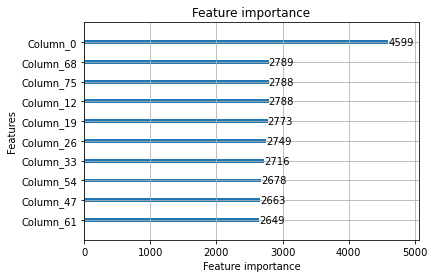 Feature importance
Column_0 4599
Column_68 2789
Column_75 2788
Column_12 2788
Column_19 2773
Column_26 2749
Column_33 2716
Column_54 2678
Column_47 2663
Column_61 2649
Features
0 1000 2000 3000 4000 5000
Feature importance